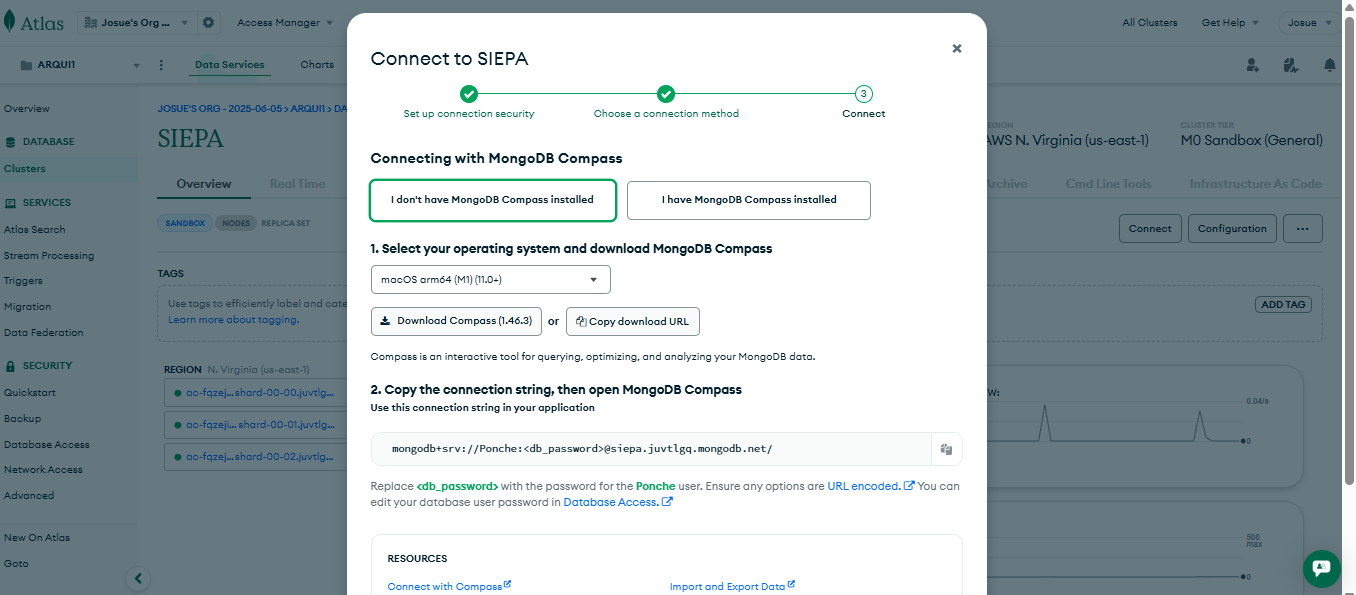 Atlas
Josue's Org ...
Access Manager
All Clusters
Get Help
Josue
ARQUI1
Data Services
Charts
Overview
DATABASE
Clusters
SERVICES
Atlas Search
Stream Processing
Triggers
Migration
Data Federation
SECURITY
Quickstart
Backup
Database Access
Network Access
Advanced
New On Atlas
Goto
JOSUE'S ORG - 2025-06-05 > ARQUI1 > DA
SIEPA
Overview
Real Time
SANDBOX
NODES
REPLICA SET
TAGS
Use tags to efficiently label and cate
Learn more about tagging.
REGION N. Virginia (us-east-1)
ac-fqzej...shard-00-00.juvtlg...
ac-fqzeji...shard-00-01.juvtlg...
ac-fqzej...shard-00-02.juvtlg...
Connect to SIEPA
3
Set up connection security
Choose a connection method
Connect
Connecting with MongoDB Compass
I don't have MongoDB Compass installed
I have MongoDB Compass installed
1. Select your operating system and download MongoDB Compass
macOS arm64 (M1) (11.0+)
Download Compass (1.46.3)
or
Copy download URL
Compass is an interactive tool for querying, optimizing, and analyzing your MongoDB data.
2. Copy the connection string, then open MongoDB Compass
Use this connection string in your application
mongodb+srv://Ponche:<db_password>@siepa.juvtlgq.mongodb.net/
Replace <db_password> with the password for the Ponche user. Ensure any options are URL encoded. You can
edit your database user password in Database Access.
RESOURCES
Connect with Compass
Import and Export Data
EGION
AWS N. Virginia (us-east-1)
CLUSTER TIER
M0 Sandbox (General)
Archive
Cmd Line Tools
Infrastructure As Code
Connect
Configuration
...
ADD TAG
W:
0.04/s
0
500
max
0